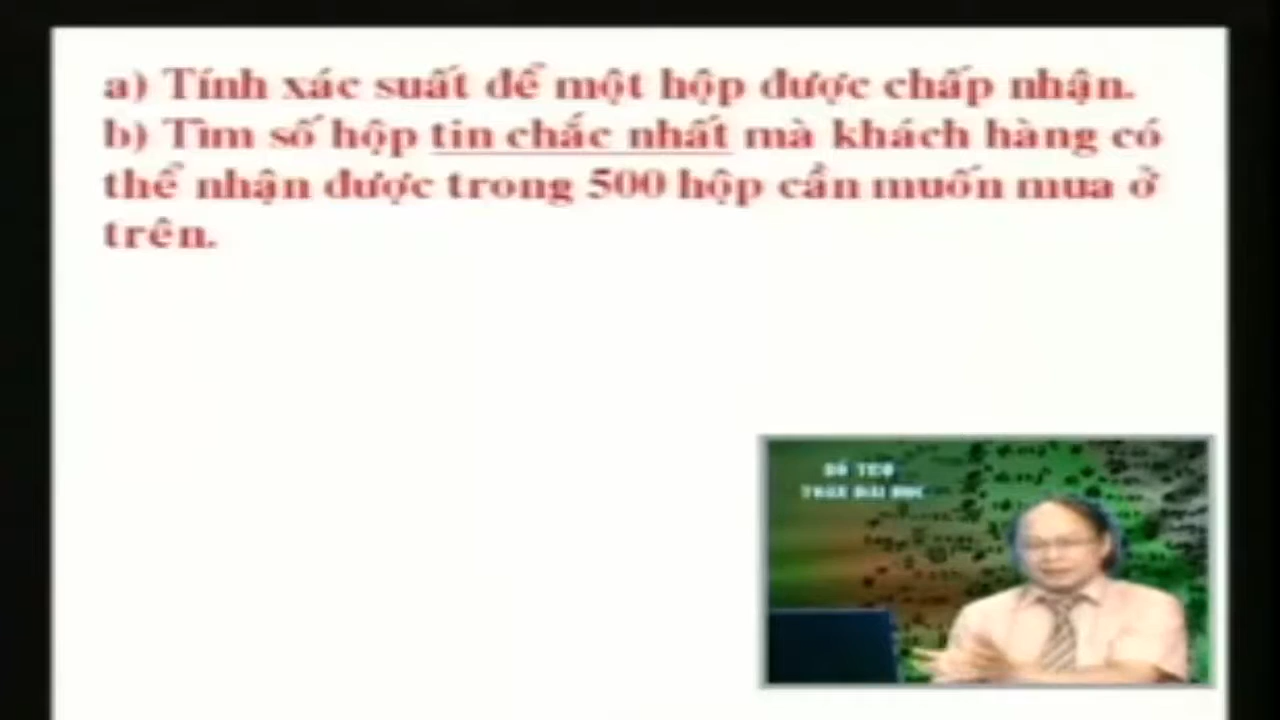 a) Tính xác suất để một hộp được chấp nhận.
b) Tìm số hộp tin chắc nhất mà khách hàng có
thể nhận được trong 500 hộp cần muốn mua ở
trên.